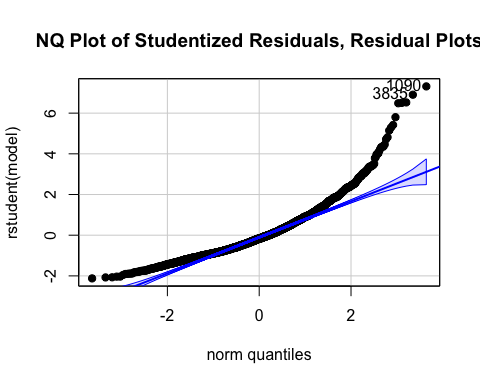 NQ Plot of Studentized Residuals, Residual Plots
1090
3835
6
4
2
0
-2
rstudent(model)
-2 0 2
norm quantiles